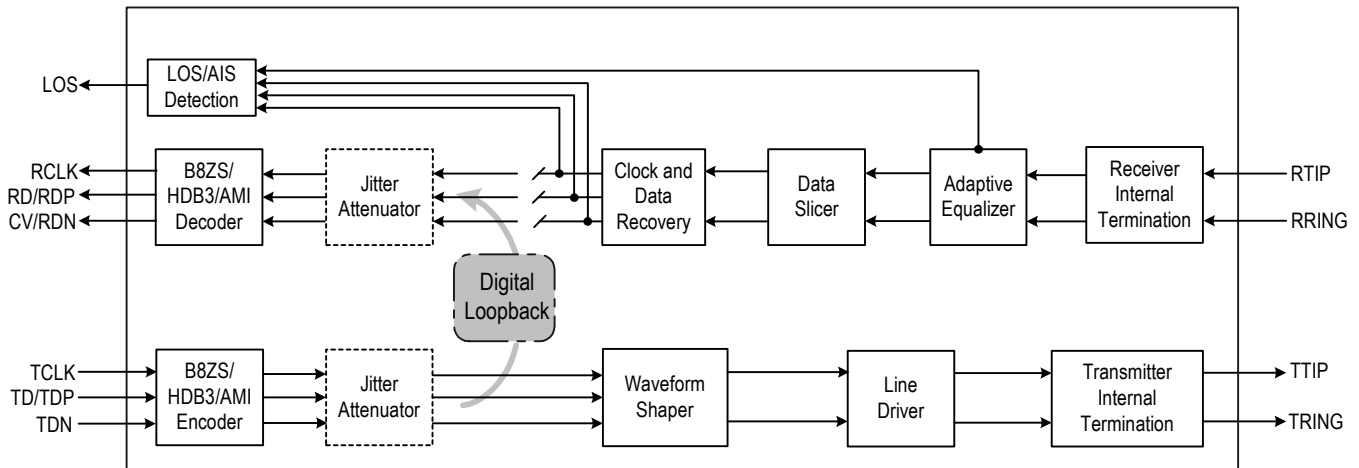 LOS
LOS/AIS
Detection
RCLK
RD/RDP
CV/RDN
B8ZS/
HDB3/AMI
Decoder
Jitter
Attenuator
Clock and
Data
Recovery
Data
Slicer
Adaptive
Equalizer
Receiver
Internal
Termination
RTIP
RRING
Digital
Loopback
TCLK
TD/TDP
TDN
B8ZS/
HDB3/AMI
Encoder
Jitter
Attenuator
Waveform
Shaper
Line
Driver
Transmitter
Internal
Termination
TTIP
TRING